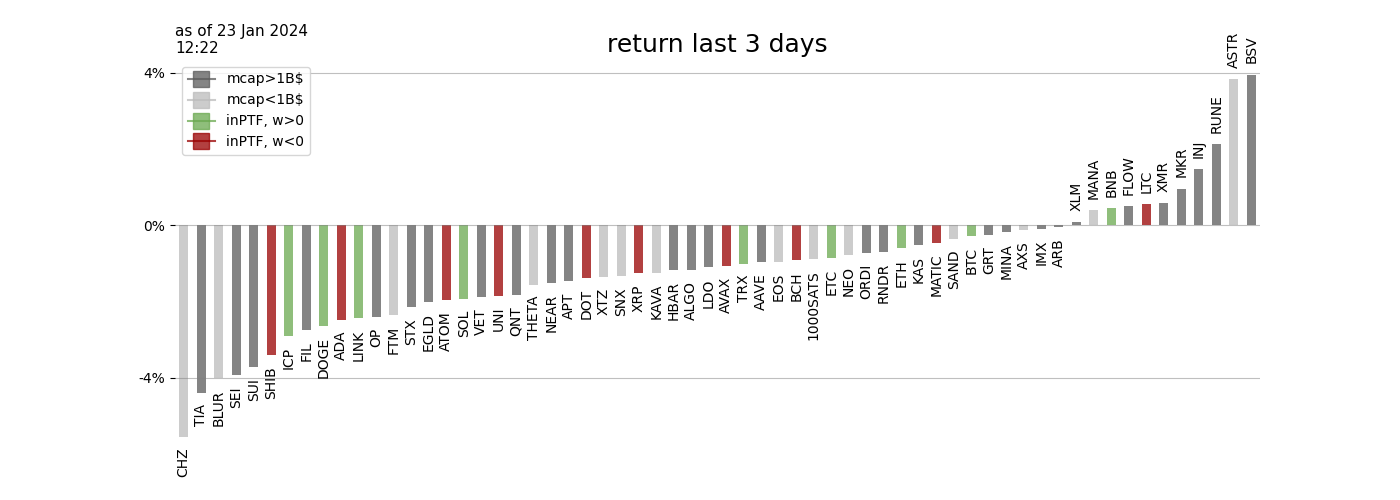 as of 23 Jan 2024
12:22
return last 3 days
4%
0%
-4%
mcap>1B$
mcap<1B$
inPTF, w>0
inPTF, w<0
CHZ
TIA
BLUR
SEI
SUI
SHIB
ICP
FIL
DOGE
ADA
LINK
OP
FTM
STX
EGLD
ATOM
SOL
VET
UNI
QNT
THETA
NEAR
APT
DOT
XTZ
SNX
XRP
KAVA
HBAR
ALGO
LDO
AVAX
TRX
AAVE
EOS
BCH
1000SATS
ETC
NEO
ORDI
RNDR
ETH
KAS
MATIC
SAND
BTC
GRT
MINA
AXS
IMX
ARB
XLM
MANA
BNB
FLOW
LTC
XMR
MKR
INJ
RUNE
ASTR
BSV